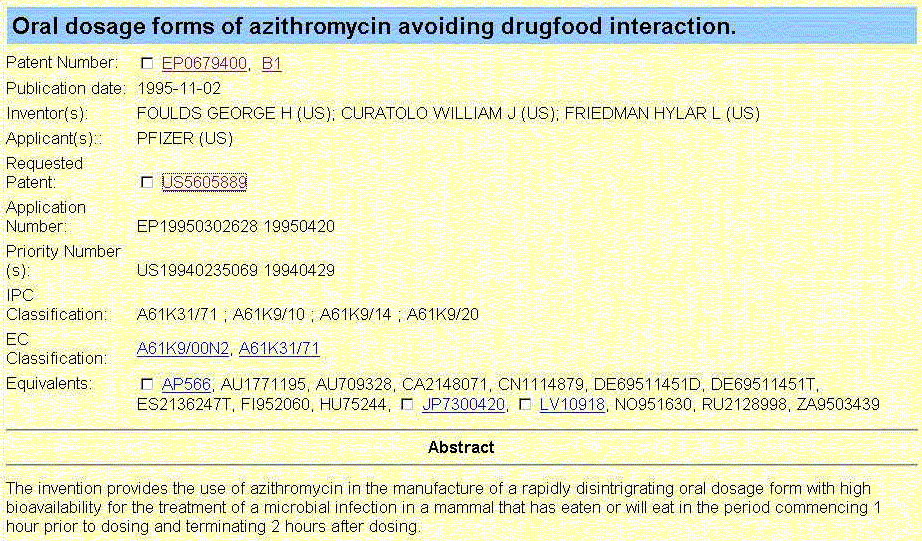 Oral dosage forms of azithromycin avoiding drugfood interaction.
Patent Number: EP0679400, B1
Publication date: 1995-11-02
Inventor(s): FOULDS GEORGE H (US); CURATOLO WILLIAM J (US); FRIEDMAN HYLAR L (US)
Applicant(s):: PFIZER (US)
Requested
Patent: US5605889
Application
Number: EP19950302628 19950420
Priority Number
(s): US19940235069 19940429
IPC
Classification: A61K31/71 ; A61K9/10 ; A61K9/14 ; A61K9/20
EC
Classification: A61K9/00N2, A61K31/71
Equivalents: AP566, AU1771195, AU709328, CA2148071, CN1114879, DE69511451D, DE69511451T,
ES2136247T, FI952060, HU75244, JP7300420, LV10918, NO951630, RU2128998, ZA9503439
Abstract
The invention provides the use of azithromycin in the manufacture of a rapidly disintrigrating oral dosage form with high
bioavailability for the treatment of a microbial infection in a mammal that has eaten or will eat in the period commencing 1
hour prior to dosing and terminating 2 hours after dosing.